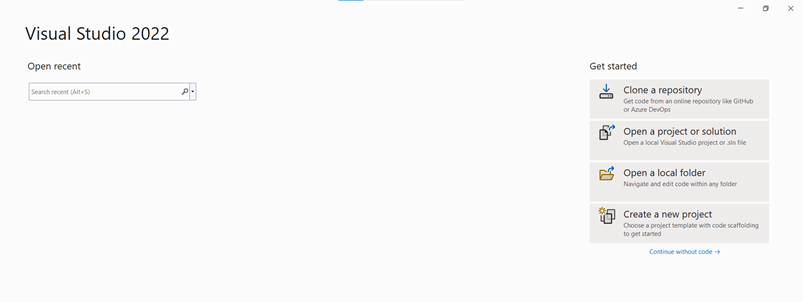 Visual Studio 2022
Open recent
Search recent (Alt+S)
Get started
Clone a repository
Get code from an online repository like GitHub
or Azure DevOps
Open a project or solution
Open a local Visual Studio project or .sln file
Open a local folder
Navigate and edit code within any folder
Create a new project
Choose a project template with code scaffolding
to get started
Continue without code →